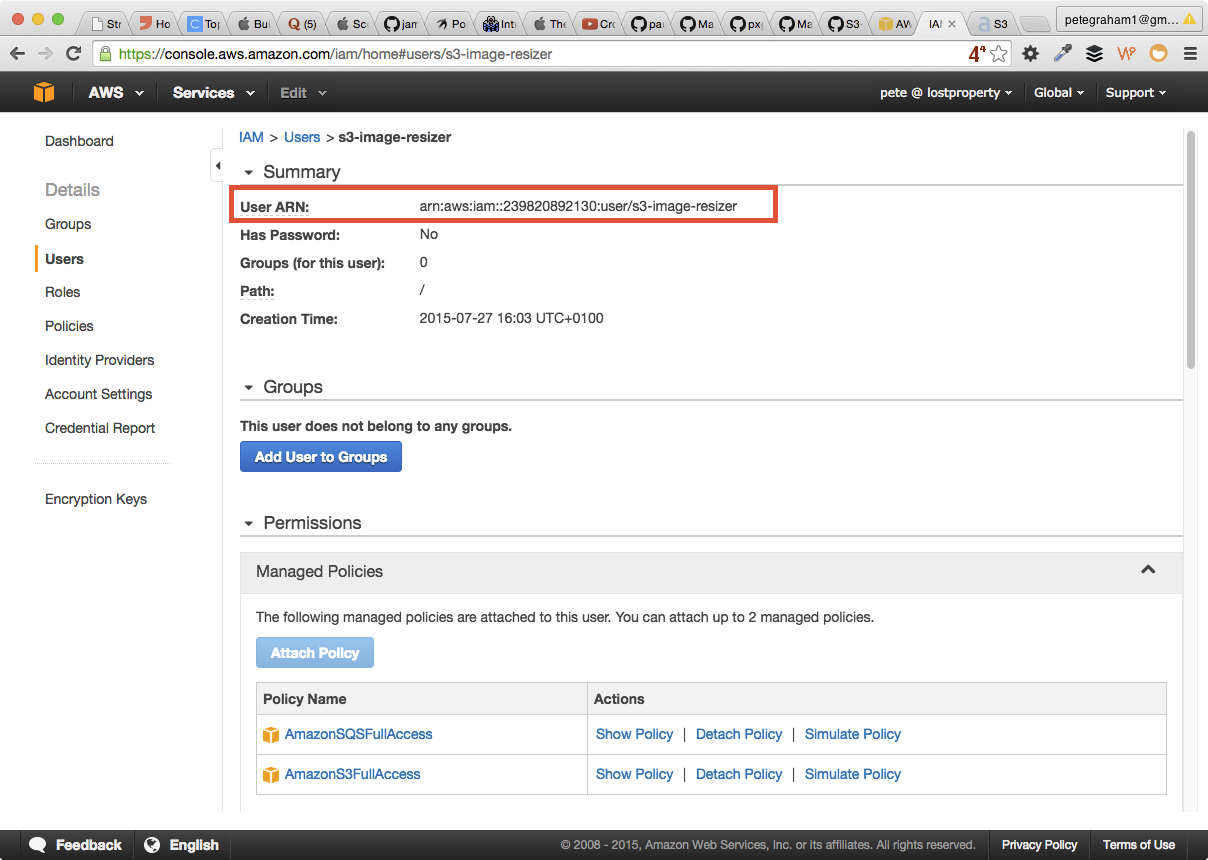 Str
Ho
Top
Bui
Q (5)
Sco
jam
Po
Intr
The
Cro
pau
Ma
pxg
Ma
S3-
AW
IAM
S3
petegraham1@gm...
https://console.aws.amazon.com/iam/home#users/s3-image-resizer
AWS Services Edit pete @ lostproperty Global Support
Dashboard
Details
Groups
Users
Roles
Policies
Identity Providers
Account Settings
Credential Report
Encryption Keys
IAM > Users > s3-image-resizer
Summary
User ARN: arn:aws:iam::239820892130:user/s3-image-resizer
Has Password: No
Groups (for this user): 0
Path: /
Creation Time: 2015-07-27 16:03 UTC+0100
Groups
This user does not belong to any groups.
Add User to Groups
Permissions
Managed Policies
The following managed policies are attached to this user. You can attach up to 2 managed policies.
Attach Policy
Policy Name Actions
AmazonSQSFullAccess Show Policy | Detach Policy | Simulate Policy
AmazonS3FullAccess Show Policy | Detach Policy | Simulate Policy
Feedback English © 2008 - 2015, Amazon Web Services, Inc. or its affiliates. All rights reserved. Privacy Policy Terms of Use